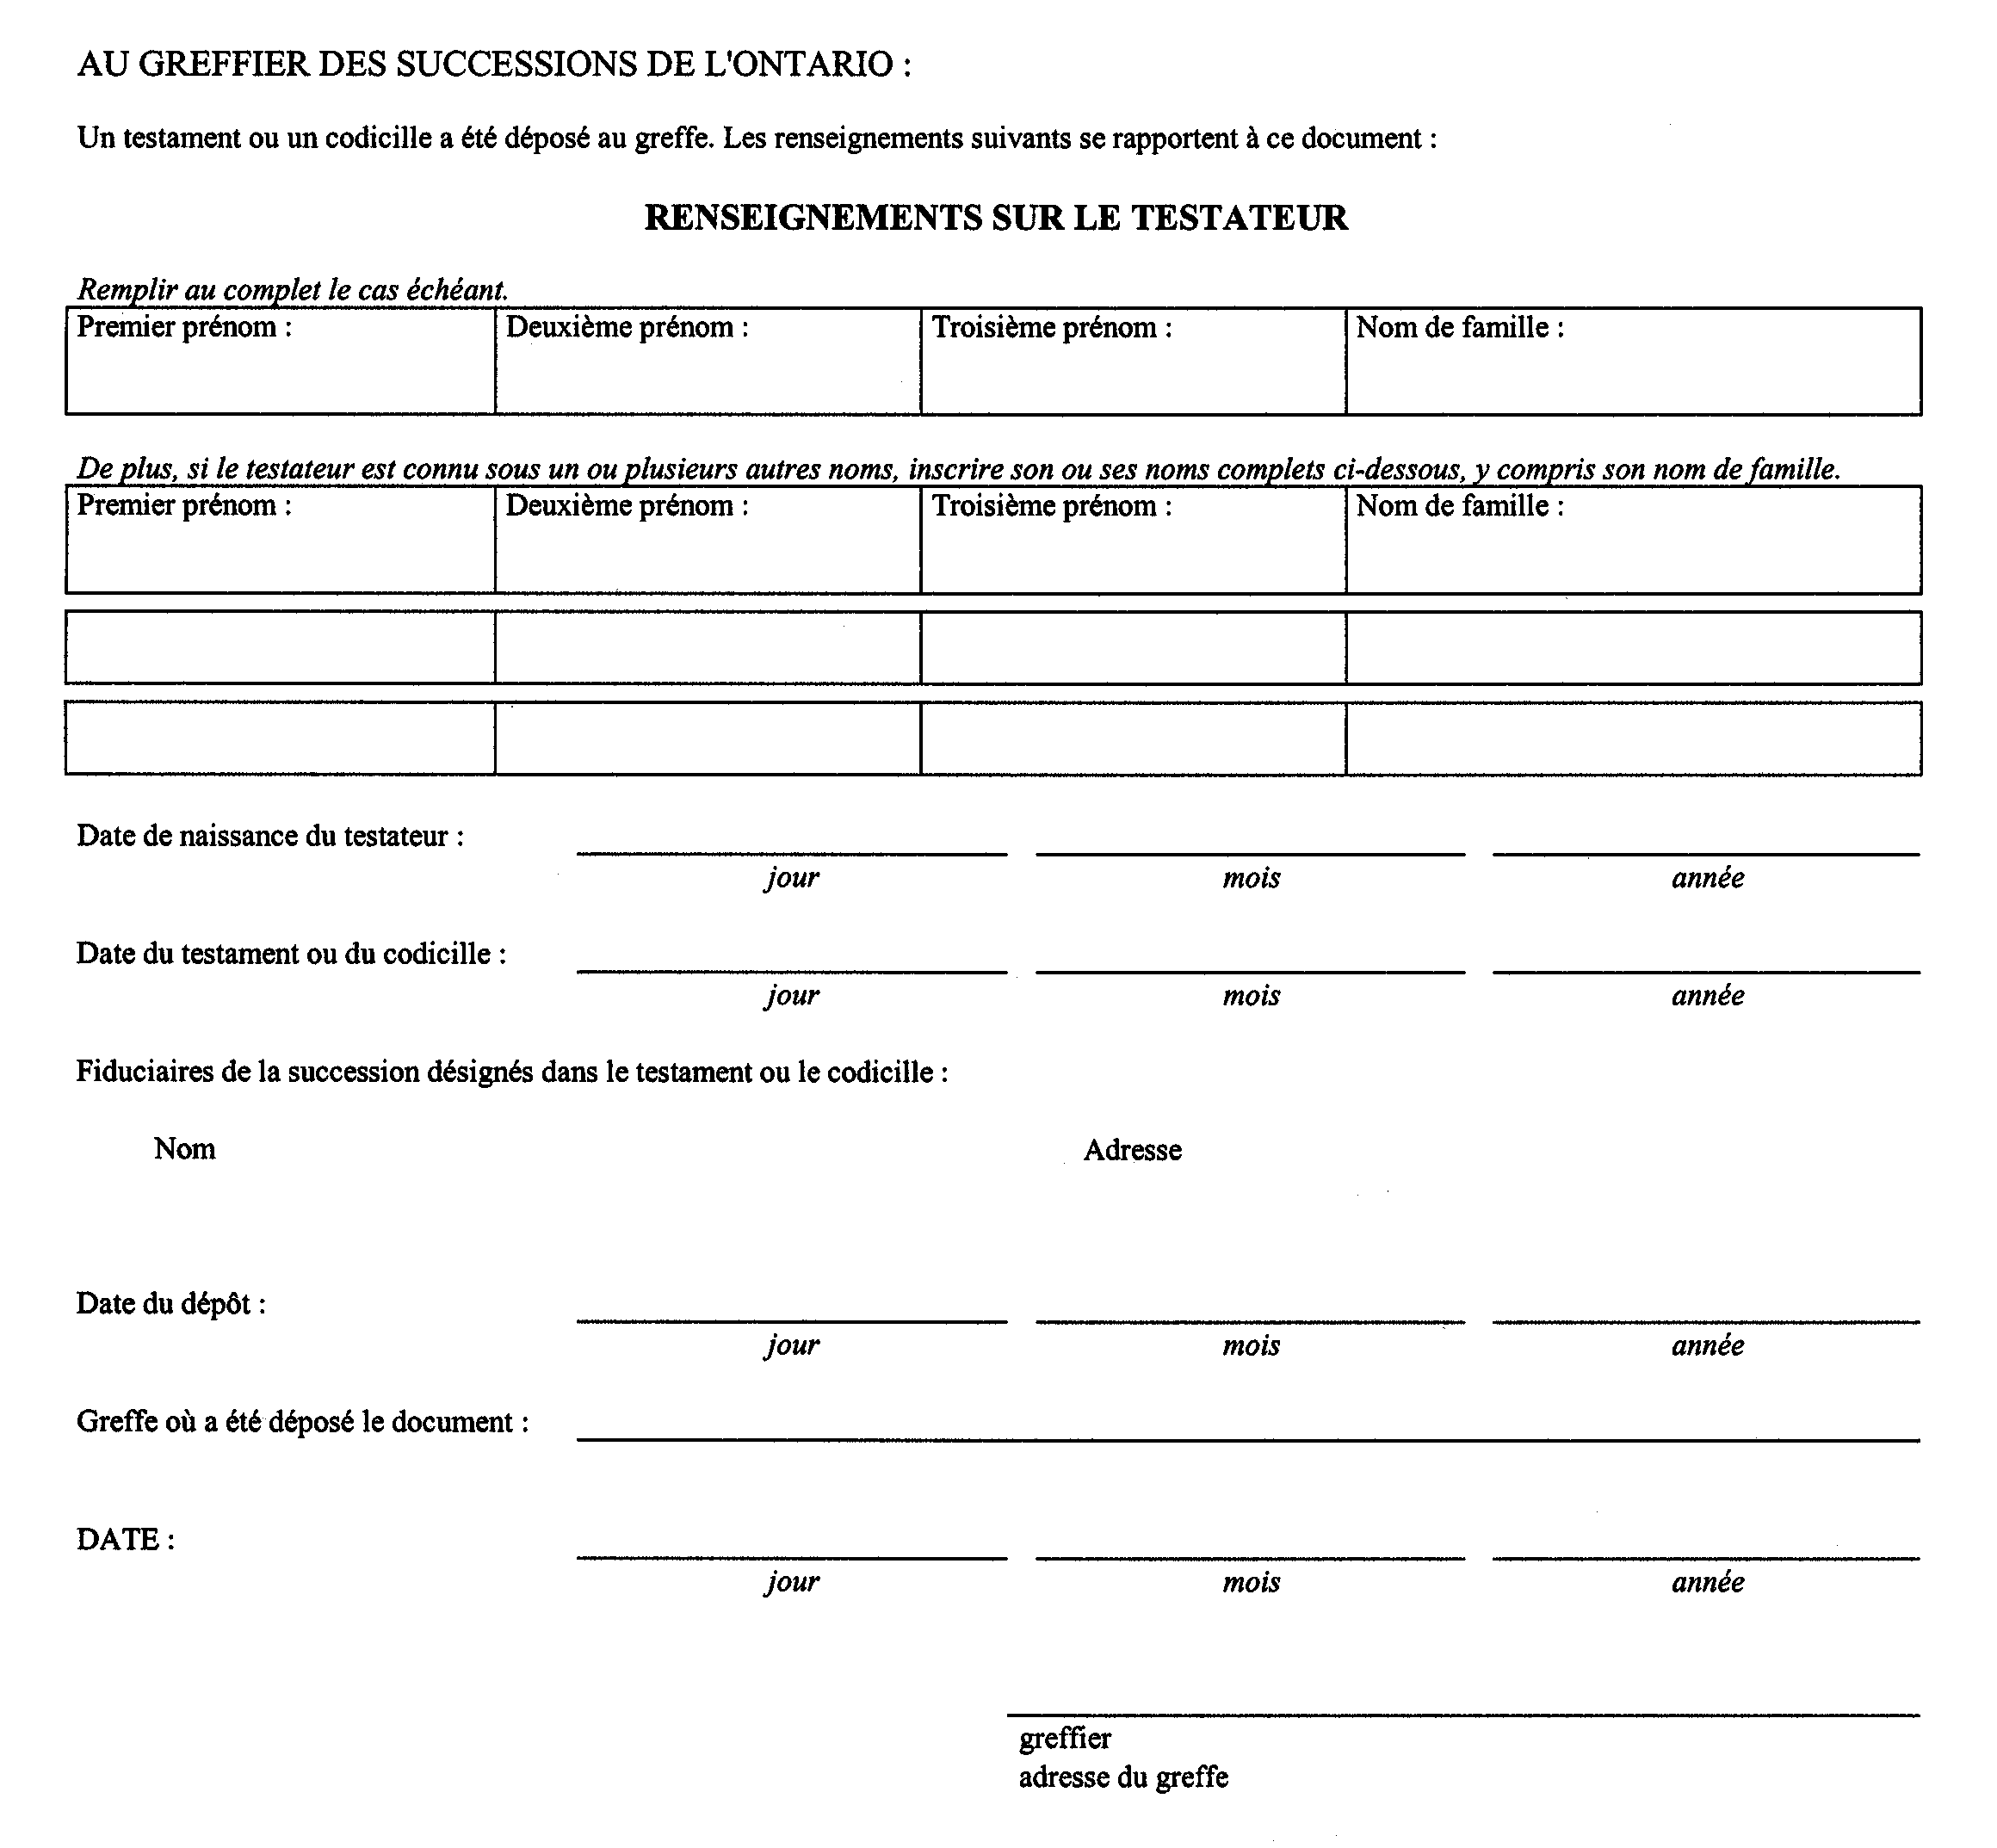 AU GREFFIER DES SUCCESSIONS DE L'ONTARIO :
Un testament ou un codicille a été déposé au greffe. Les renseignements suivants se rapportent à ce document :
RENSEIGNEMENTS SUR LE TESTATEUR
Remplir au complet le cas échéant.
Premier prénom : Deuxième prénom : Troisième prénom : Nom de famille :
De plus, si le testateur est connu sous un ou plusieurs autres noms, inscrire son ou ses noms complets ci-dessous, y compris son nom de famille.
Premier prénom : Deuxième prénom : Troisième prénom : Nom de famille :
Date de naissance du testateur :
jour mois année
Date du testament ou du codicille :
jour mois année
Fiduciaires de la succession désignés dans le testament ou le codicille :
Nom Adresse
Date du dépôt :
jour mois année
Greffe où a été déposé le document :
DATE :
jour mois année
greffier
adresse du greffe